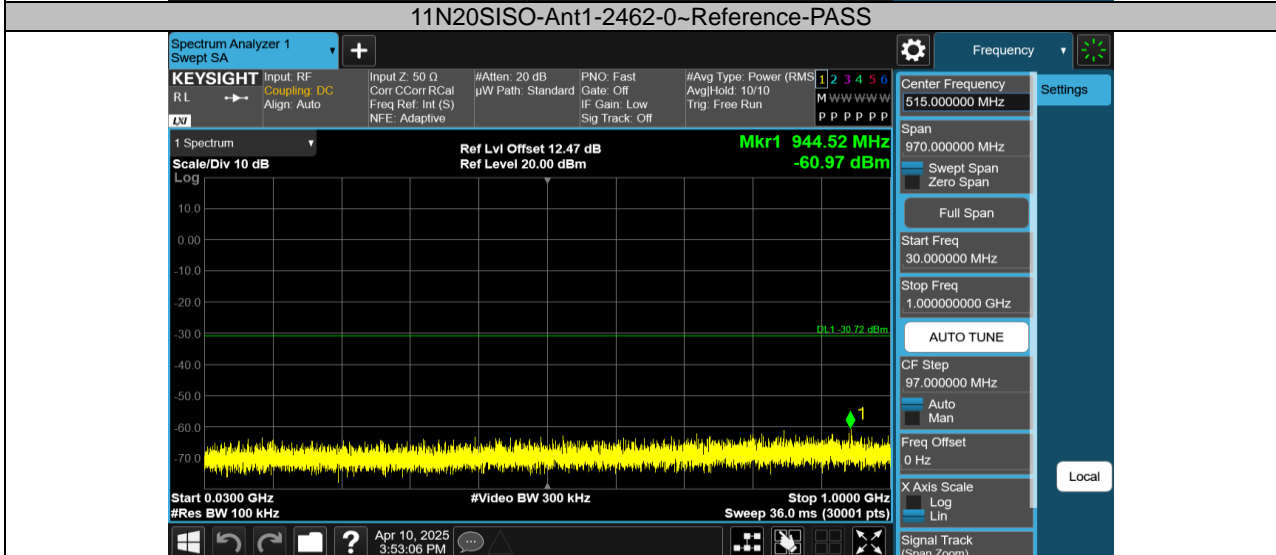 11N20SISO-Ant1-2462-0~Reference-PASS
Spectrum Analyzer 1
Swept SA
Frequency
KEYSIGHT
RL
LXI
Input: RF
Coupling: DC
Align: Auto
Input Z: 50 Ω
Corr CCorr RCal
Freq Ref: Int (S)
NFE: Adaptive
#Atten: 20 dB
µW Path: Standard
PNO: Fast
Gate: Off
IF Gain: Low
Sig Track: Off
#Avg Type: Power (RMS
Avg|Hold: 10/10
Trig: Free Run
1 2 3 4 5 6
M W W W W W
P P P P P P
1 Spectrum
Scale/Div 10 dB
Log
Ref Lvl Offset 12.47 dB
Ref Level 20.00 dBm
Mkr1 944.52 MHz
-60.97 dBm
10.0
0.00
-10.0
-20.0
-30.0
DL1 -30.72 dBm
-40.0
-50.0
1
-60.0
-70.0
Start 0.0300 GHz
#Res BW 100 kHz
#Video BW 300 kHz
Stop 1.0000 GHz
Sweep 36.0 ms (30001 pts)
Center Frequency
515.000000 MHz
Settings
Span
970.000000 MHz
Swept Span
Zero Span
Full Span
Start Freq
30.000000 MHz
Stop Freq
1.000000000 GHz
AUTO TUNE
CF Step
97.000000 MHz
Auto
Man
Freq Offset
0 Hz
X Axis Scale
Log
Lin
Local
Signal Track
(Span Zoom)
?
Apr 10, 2025
3:53:06 PM